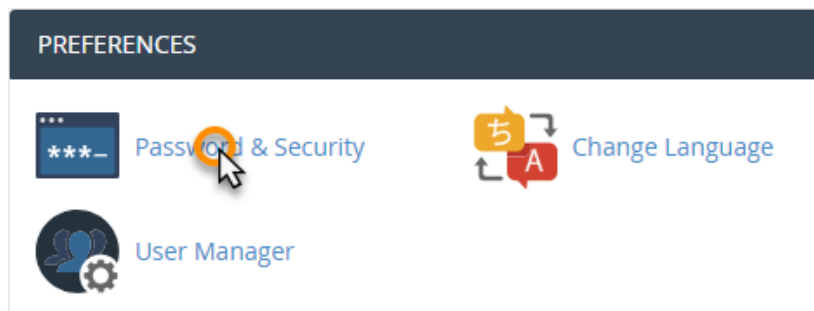 PREFERENCES
***_ Password & Security
ち A Change Language
User Manager